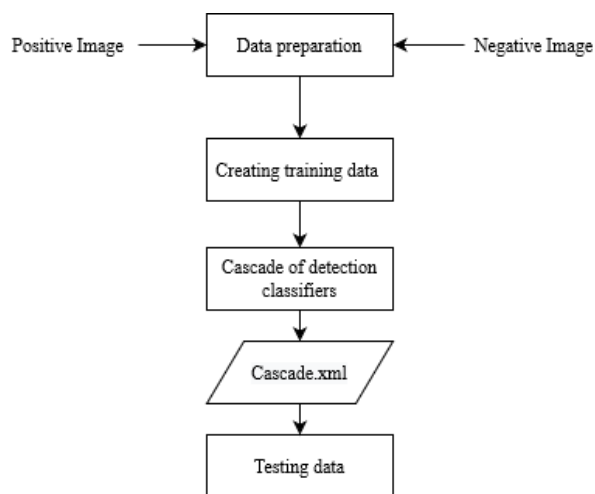 Positive Image
Data preparation
Negative Image
Creating training data
Cascade of detection
classifiers
Cascade.xml
Testing data